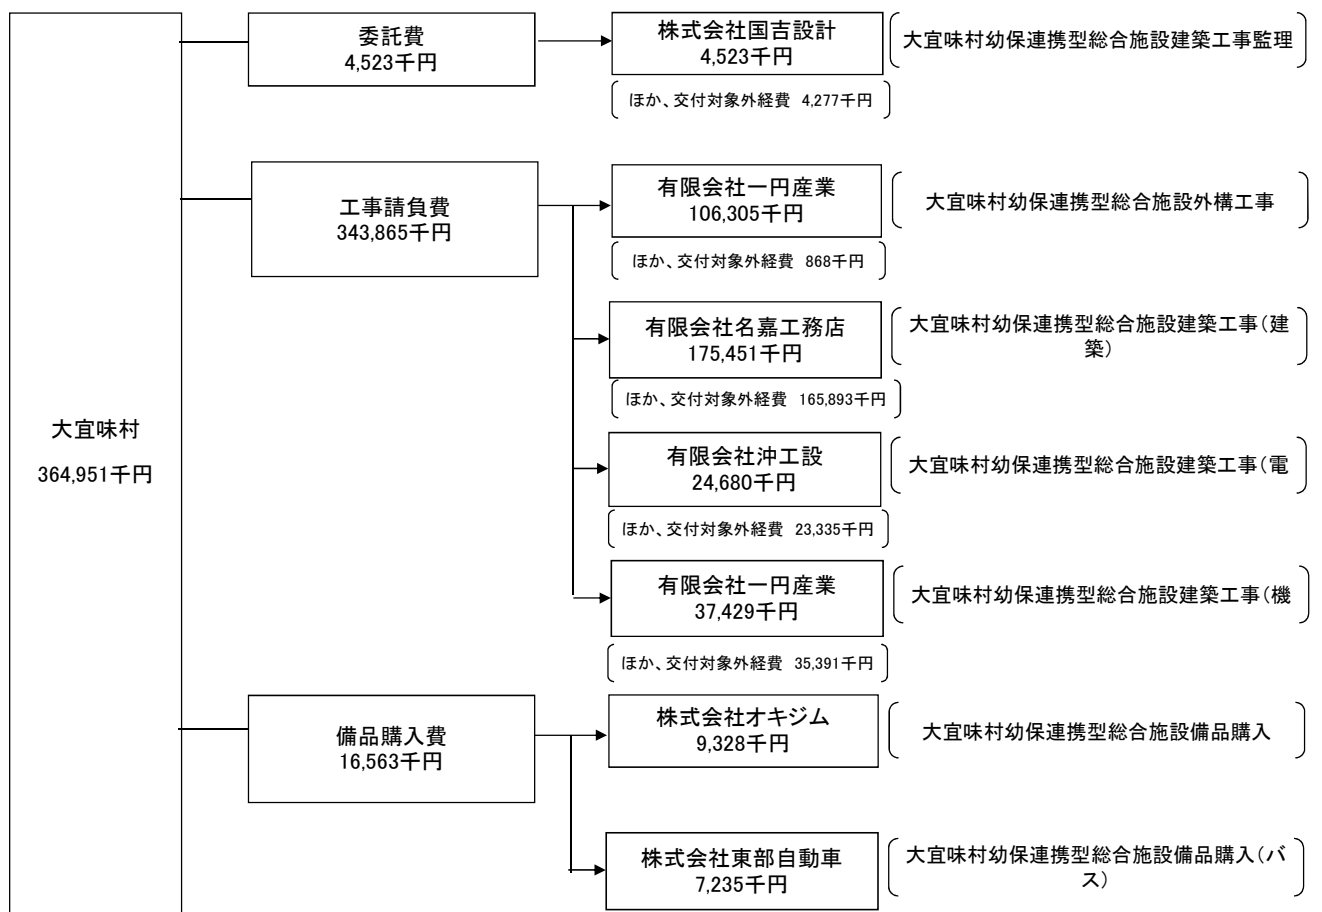 委託費
4,523千円
株式会社国吉設計
4,523千円
大宜味村幼保連携型総合施設建築工事監理
ほか、交付対象外経費 4,277千円
工事請負費
343,865千円
有限会社一円産業
106,305千円
大宜味村幼保連携型総合施設外構工事
ほか、交付対象外経費 868千円
有限会社名嘉工務店
175,451千円
大宜味村幼保連携型総合施設建築工事(建
築)
ほか、交付対象外経費 165,893千円
大宜味村
364,951千円
有限会社沖工設
24,680千円
大宜味村幼保連携型総合施設建築工事(電
ほか、交付対象外経費 23,335千円
有限会社一円産業
37,429千円
大宜味村幼保連携型総合施設建築工事(機
ほか、交付対象外経費 35,391千円
備品購入費
16,563千円
株式会社オキジム
9,328千円
大宜味村幼保連携型総合施設備品購入
株式会社東部自動車
7,235千円
大宜味村幼保連携型総合施設備品購入(バ
ス)